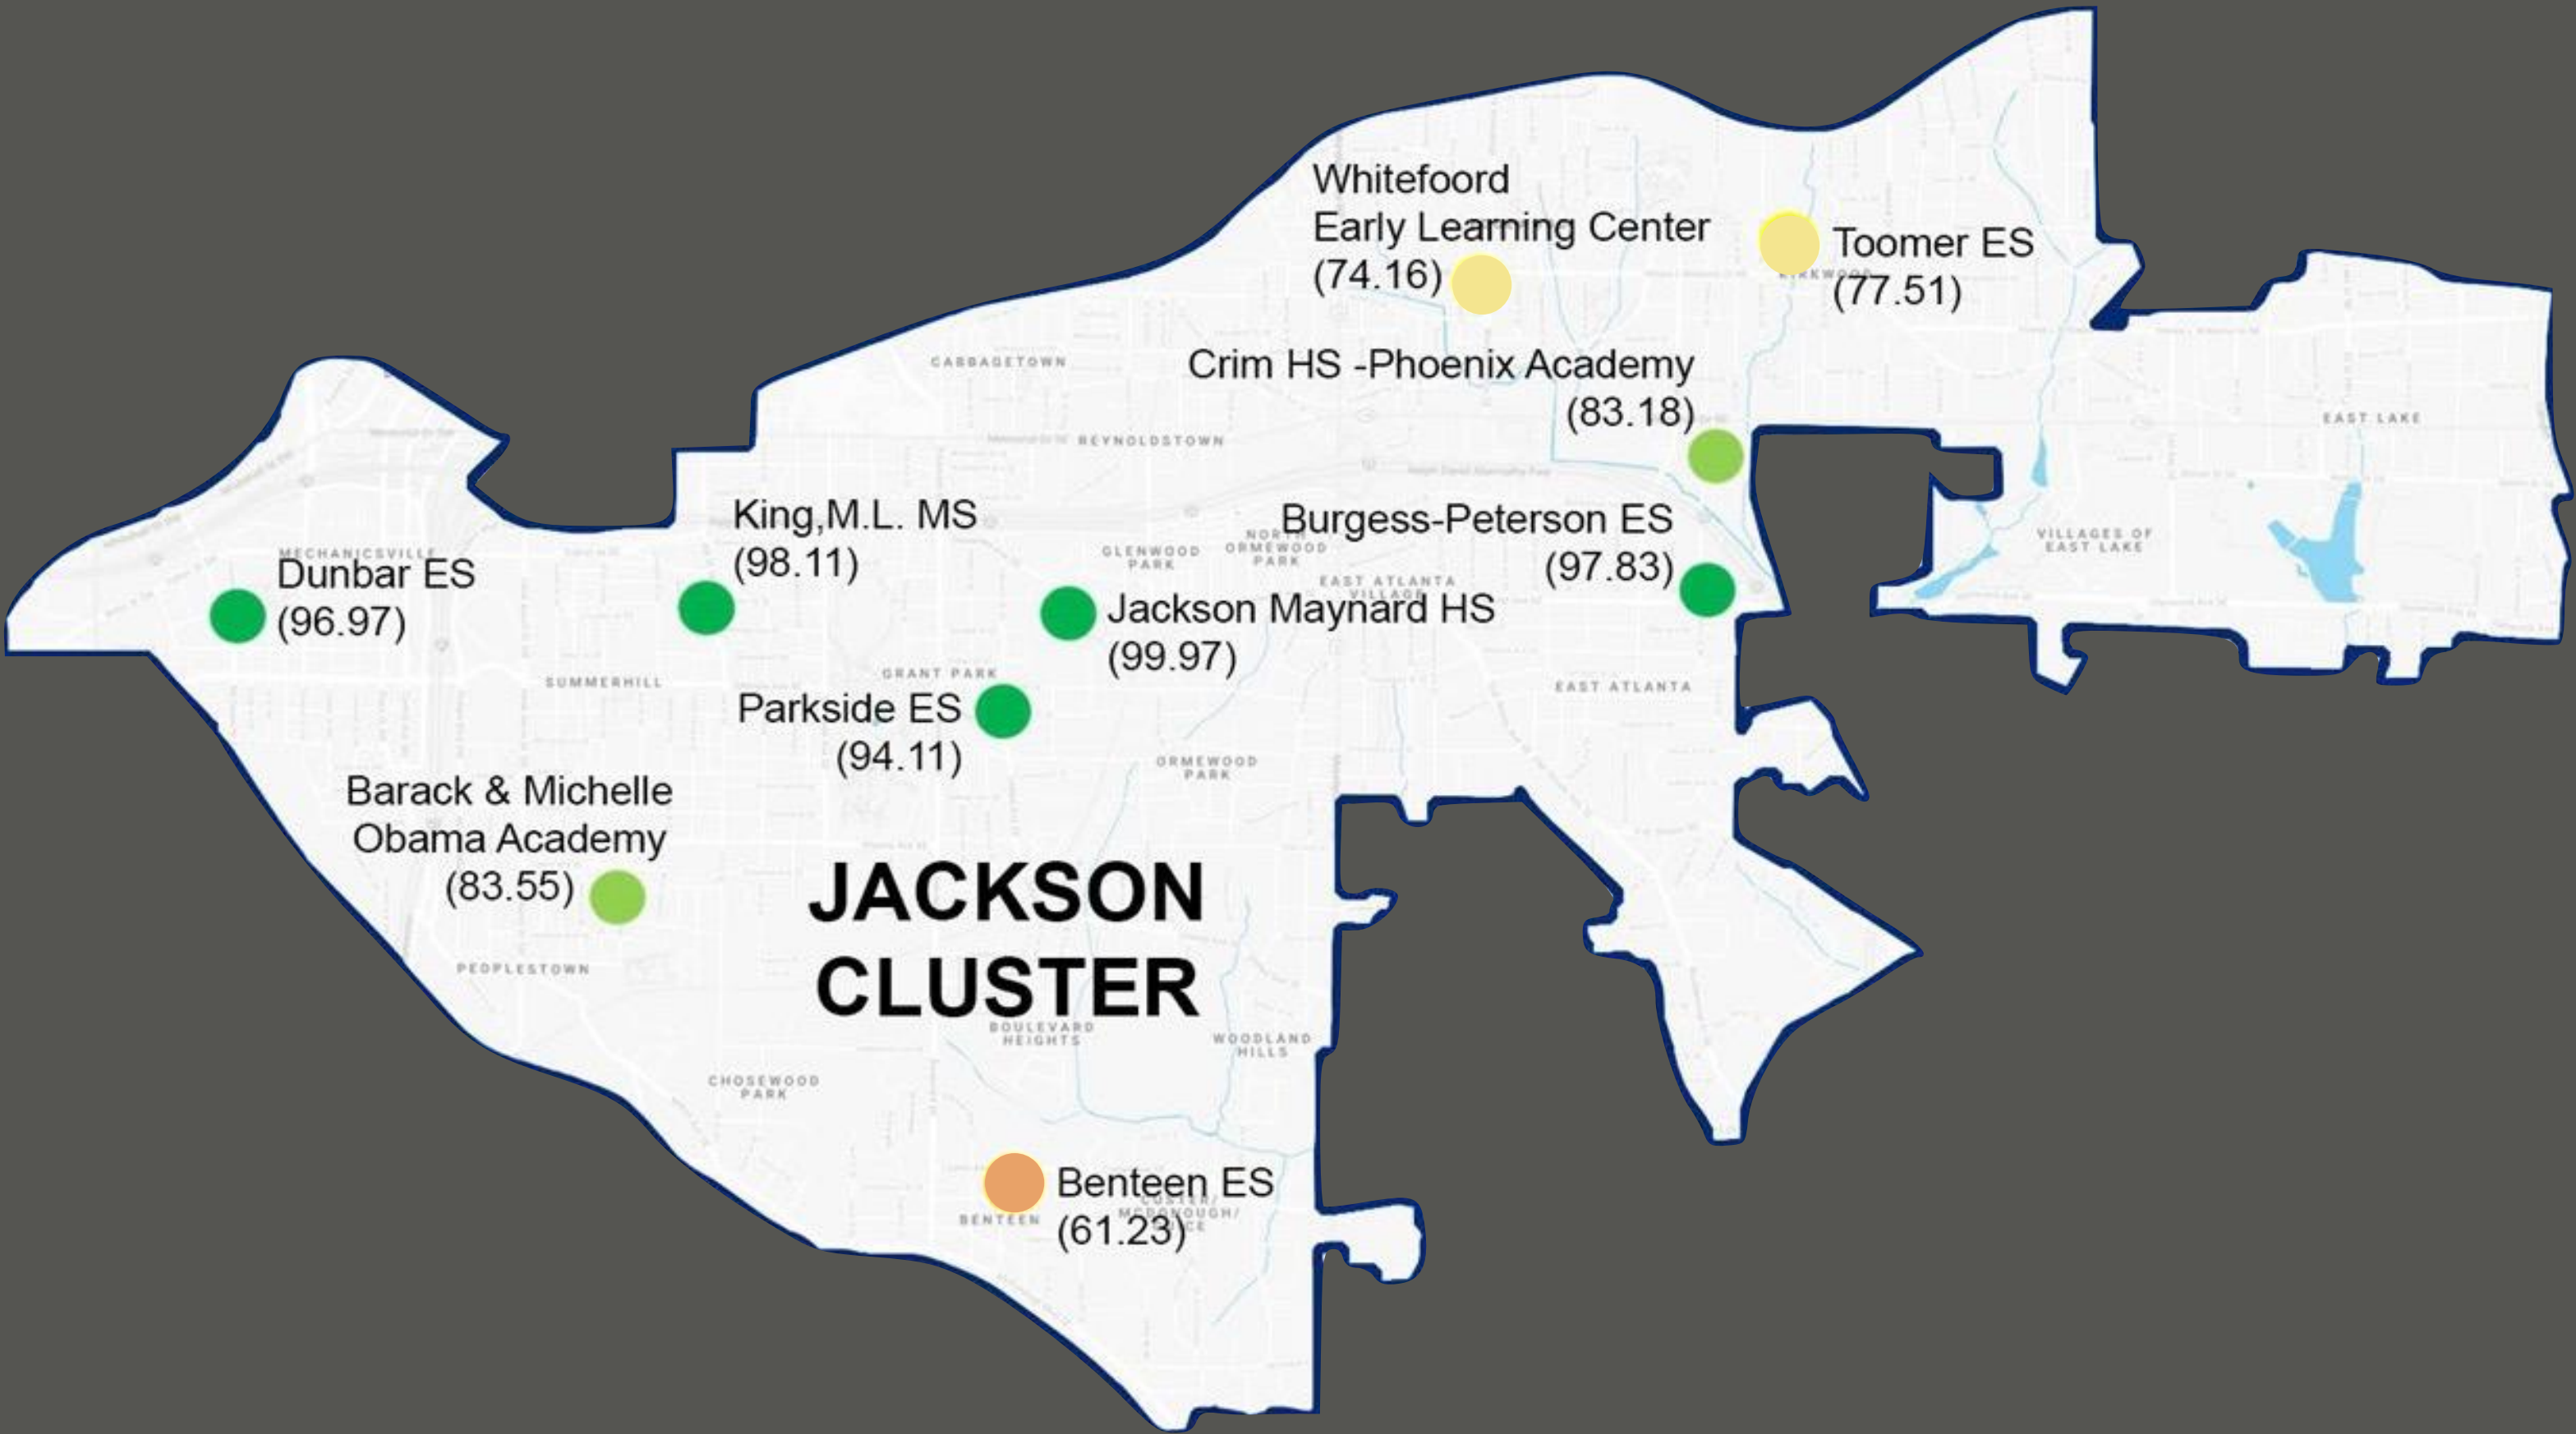 Whitefoord
Early Learning Center
(74.16)
Toomer ES
(77.51)
KIRKWOOD
CABBAGETOWN
Crim HS -Phoenix Academy
(83.18)
REYNOLDSTOWN
EAST LAKE
King,M.L. MS
(98.11)
Burgess-Peterson ES
(97.83)
NORTH
ORMEWOOD
PARK
GLENWOOD
PARK
VILLAGES OF
EAST LAKE
MECHANICSVILLE
Dunbar ES
(96.97)
EAST ATLANTA
VILLAGE
Jackson Maynard HS
(99.97)
GRANT PARK
SUMMERHILL
EAST ATLANTA
Parkside ES
(94.11)
ORMEWOOD
PARK
Barack & Michelle
Obama Academy
(83.55)
JACKSON
CLUSTER
PEOPLESTOWN
BOULEVARD
HEIGHTS
WOODLAND
HILLS
CHOSEWOOD
PARK
Benteen ES
(61.23)
BENTEEN
CUSTER/
MCDONOUGH/